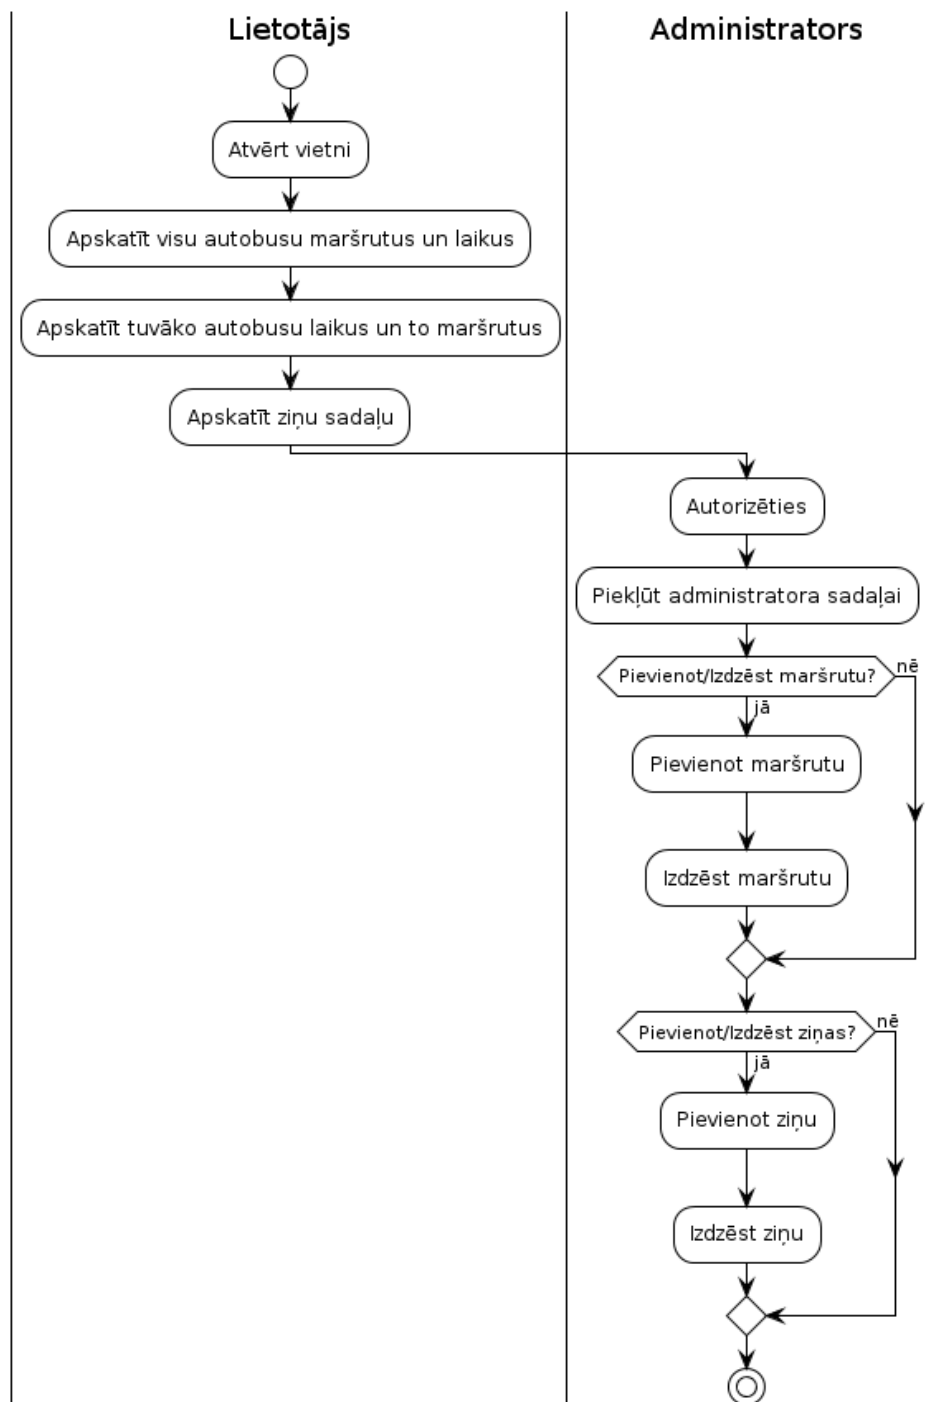 Lietotājs
Administrators
Atvērt vietni
Apskatīt visu autobusu maršrutus un laikus
Apskatīt tuvāko autobusu laikus un to maršrutus
Apskatīt ziņu sadaļu
Autorizēties
Piekļūt administratora sadaļai
Pievienot/Izdzēst maršrutu?
nē
jā
Pievienot maršrutu
Izdzēst maršrutu
Pievienot/Izdzēst ziņas?
nē
jā
Pievienot ziņu
Izdzēst ziņu